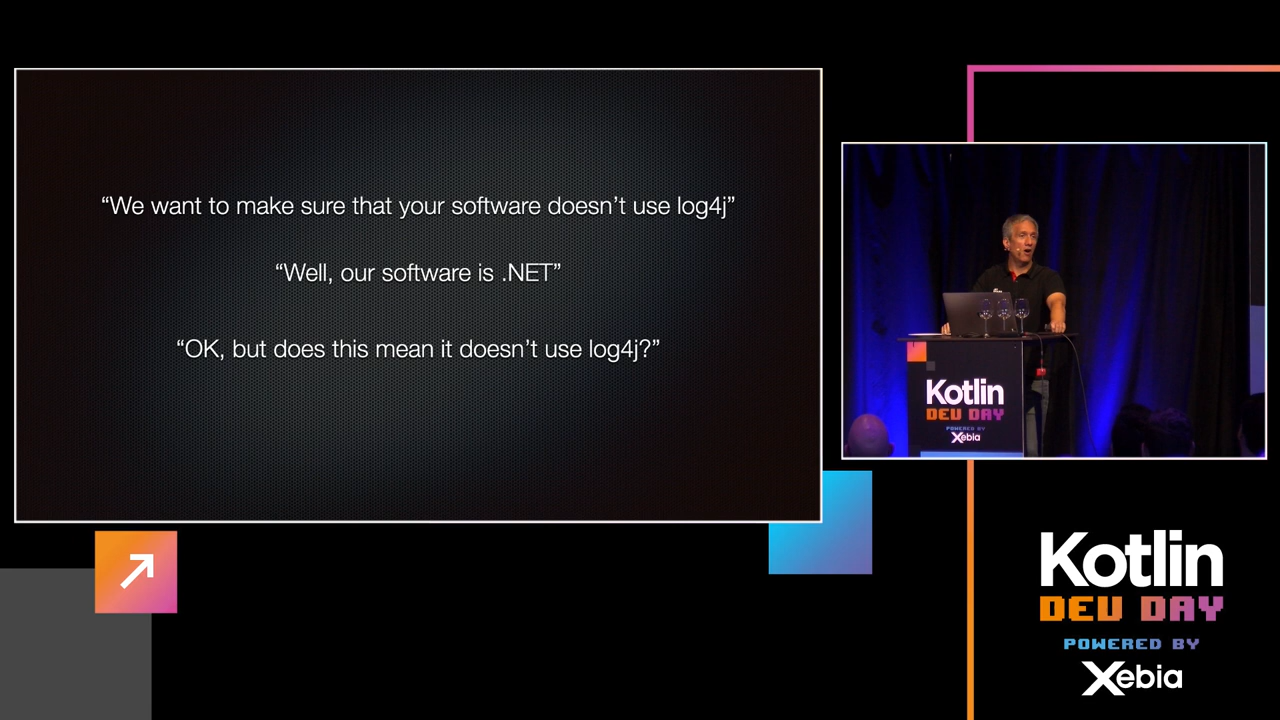 “We want to make sure that your software doesn’t use log4j”
“Well, our software is .NET”
“OK, but does this mean it doesn’t use log4j?”
Kotlin
DEV DAY
POWERED BY
Xebia
Kotlin
DEV DAY
POWERED BY
Xebia